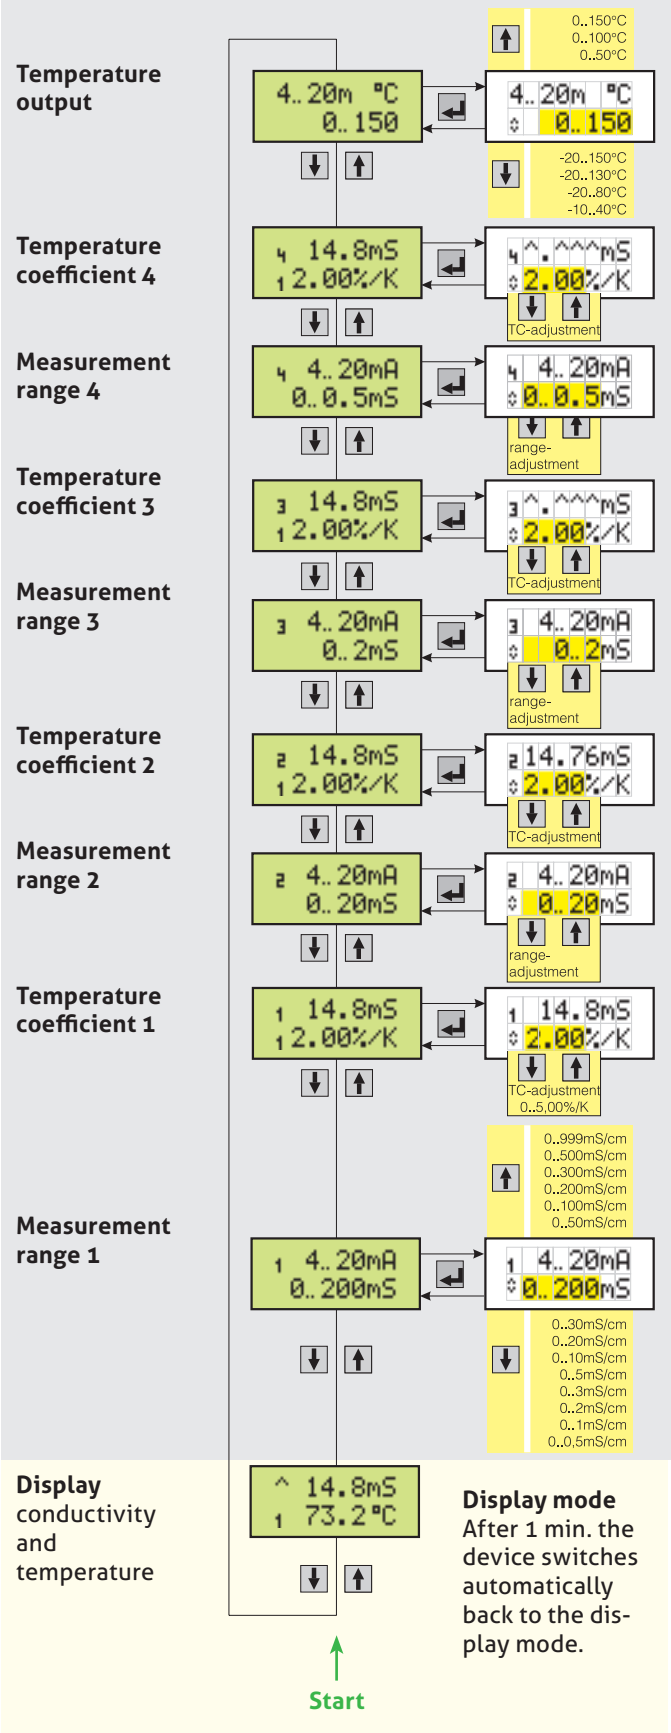 0..150°C
0..100°C
0..50°C
Temperature
output
4..20m °C
0..150
4..20m °C
0..150
-20..150°C
-20..130°C
-20..80°C
-10..40°C
Temperature
coefficient 4
4 14.8mS
1 2.00%/K
4 ^.^^^mS
2.00%/K
TC-adjustment
Measurement
range 4
4 4..20mA
0..0.5mS
4 4..20mA
0..0.5mS
range-
adjustment
Temperature
coefficient 3
3 14.8mS
1 2.00%/K
3 ^.^^^mS
2.00%/K
TC-adjustment
Measurement
range 3
3 4..20mA
0..2mS
3 4..20mA
0..2mS
range-
adjustment
Temperature
coefficient 2
2 14.8mS
1 2.00%/K
2 14.76mS
2.00%/K
TC-adjustment
Measurement
range 2
2 4..20mA
0..20mS
2 4..20mA
0..20mS
range-
adjustment
Temperature
coefficient 1
1 14.8mS
1 2.00%/K
1 14.8mS
2.00%/K
TC-adjustment
0..5,00%/K
0..999mS/cm
0..500mS/cm
0..300mS/cm
0..200mS/cm
0..100mS/cm
0..50mS/cm
Measurement
range 1
1 4..20mA
0..200mS
1 4..20mA
0..200mS
0..30mS/cm
0..20mS/cm
0..10mS/cm
0..5mS/cm
0..3mS/cm
0..2mS/cm
0..1mS/cm
0..0,5mS/cm
Display
conductivity
and
temperature
^ 14.8mS
1 73.2°C
Display mode
After 1 min. the
device switches
automatically
back to the dis-
play mode.
Start